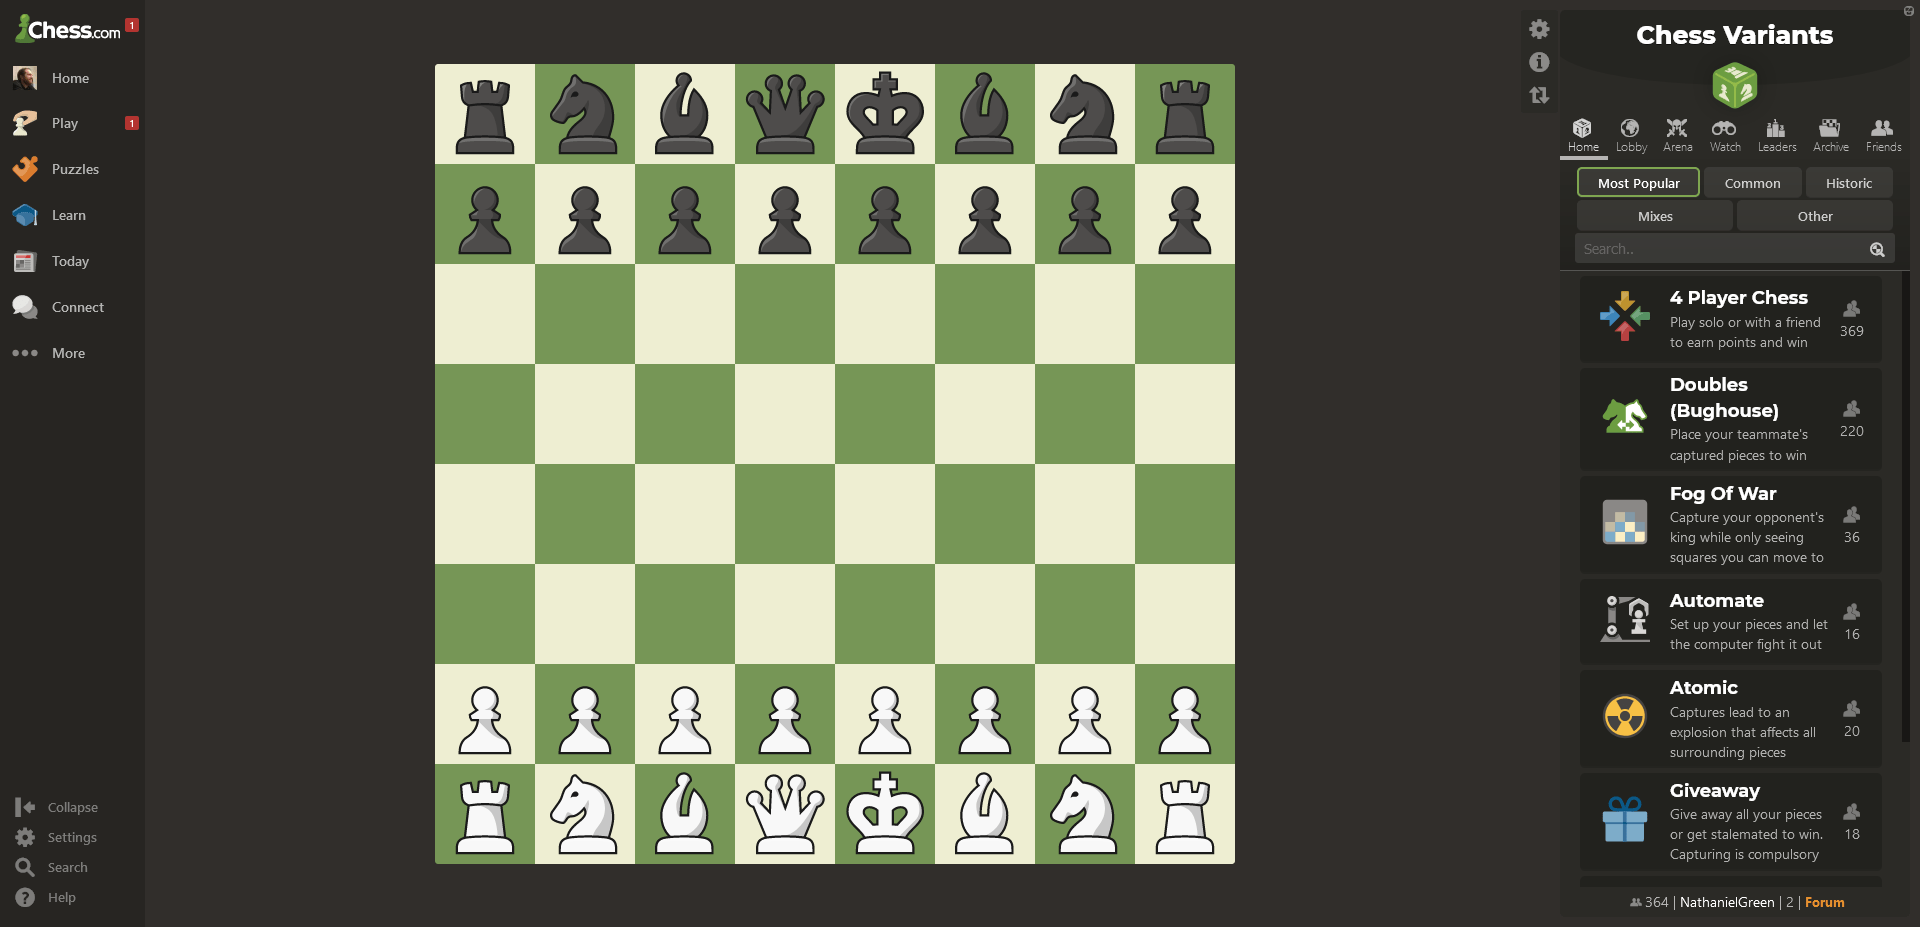 Chess.com
1
Home
Play
1
Puzzles
Learn
Today
Connect
More
Collapse
Settings
Search
Help
Chess Variants
Home
Lobby
Arena
Watch
Leaders
Archive
Friends
Most Popular
Common
Historic
Mixes
Other
Search..
4 Player Chess
Play solo or with a friend
to earn points and win
369
Doubles
(Bughouse)
Place your teammate's
captured pieces to win
220
Fog Of War
Capture your opponent's
king while only seeing
squares you can move to
36
Automate
Set up your pieces and let
the computer fight it out
16
Atomic
Captures lead to an
explosion that affects all
surrounding pieces
20
Giveaway
Give away all your pieces
or get stalemated to win.
Capturing is compulsory
18
364 | NathanielGreen | 2 | Forum